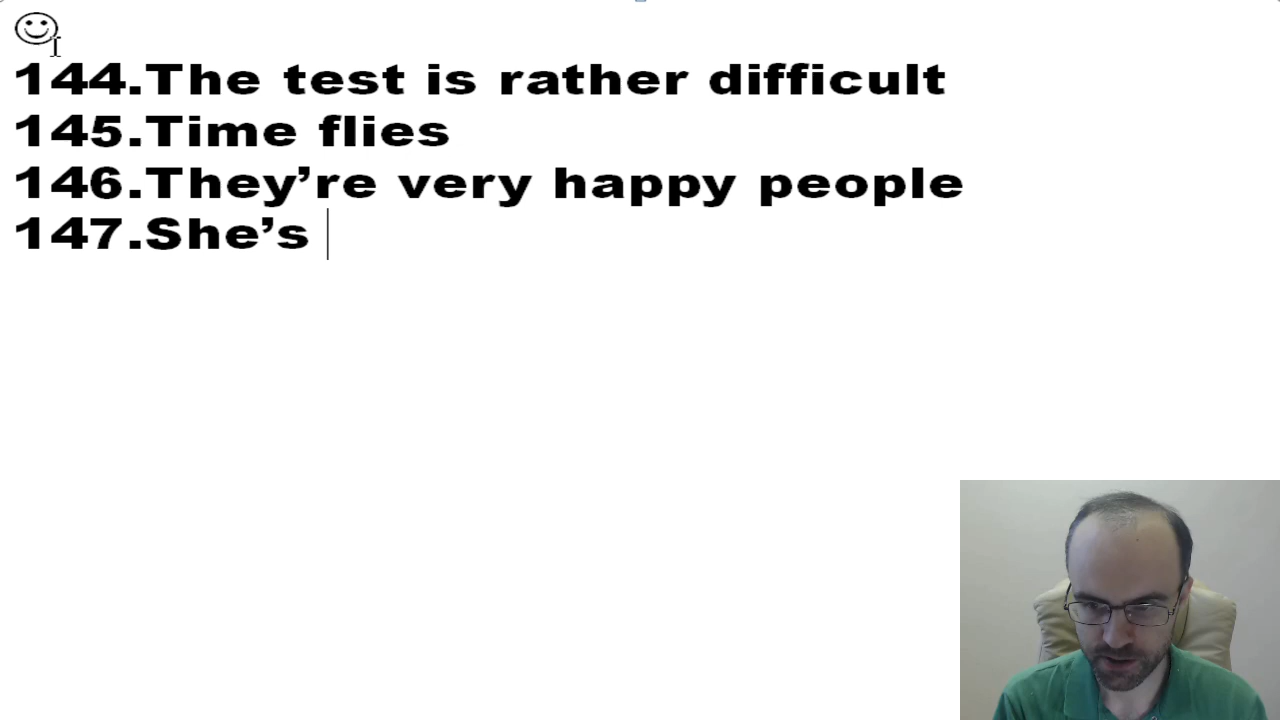 144.The test is rather difficult
145.Time flies
146.They’re very happy people
147.She’s